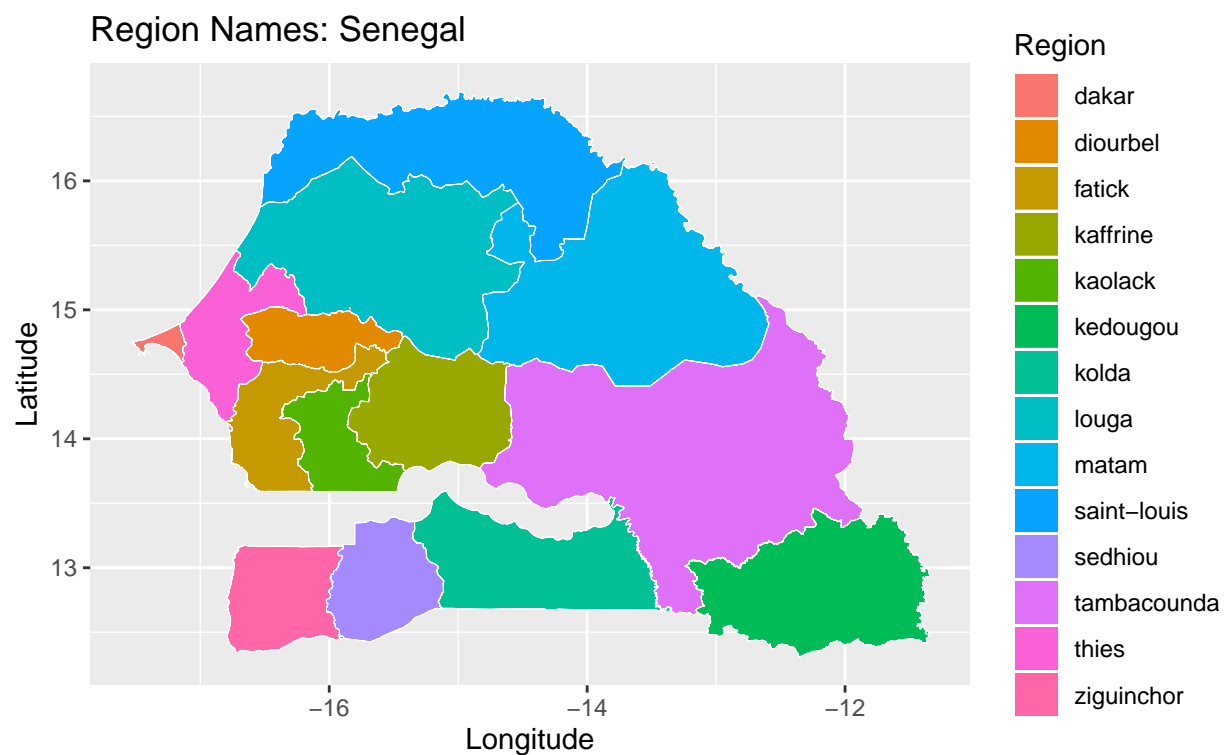 Region Names: Senegal
Region
dakar
diourbel
fatick
kaffrine
kaolack
kedougou
kolda
louga
matam
saint−louis
sedhiou
tambacounda
thies
ziguinchor
Latitude
16
15
14
13
−16
−14
−12
Longitude